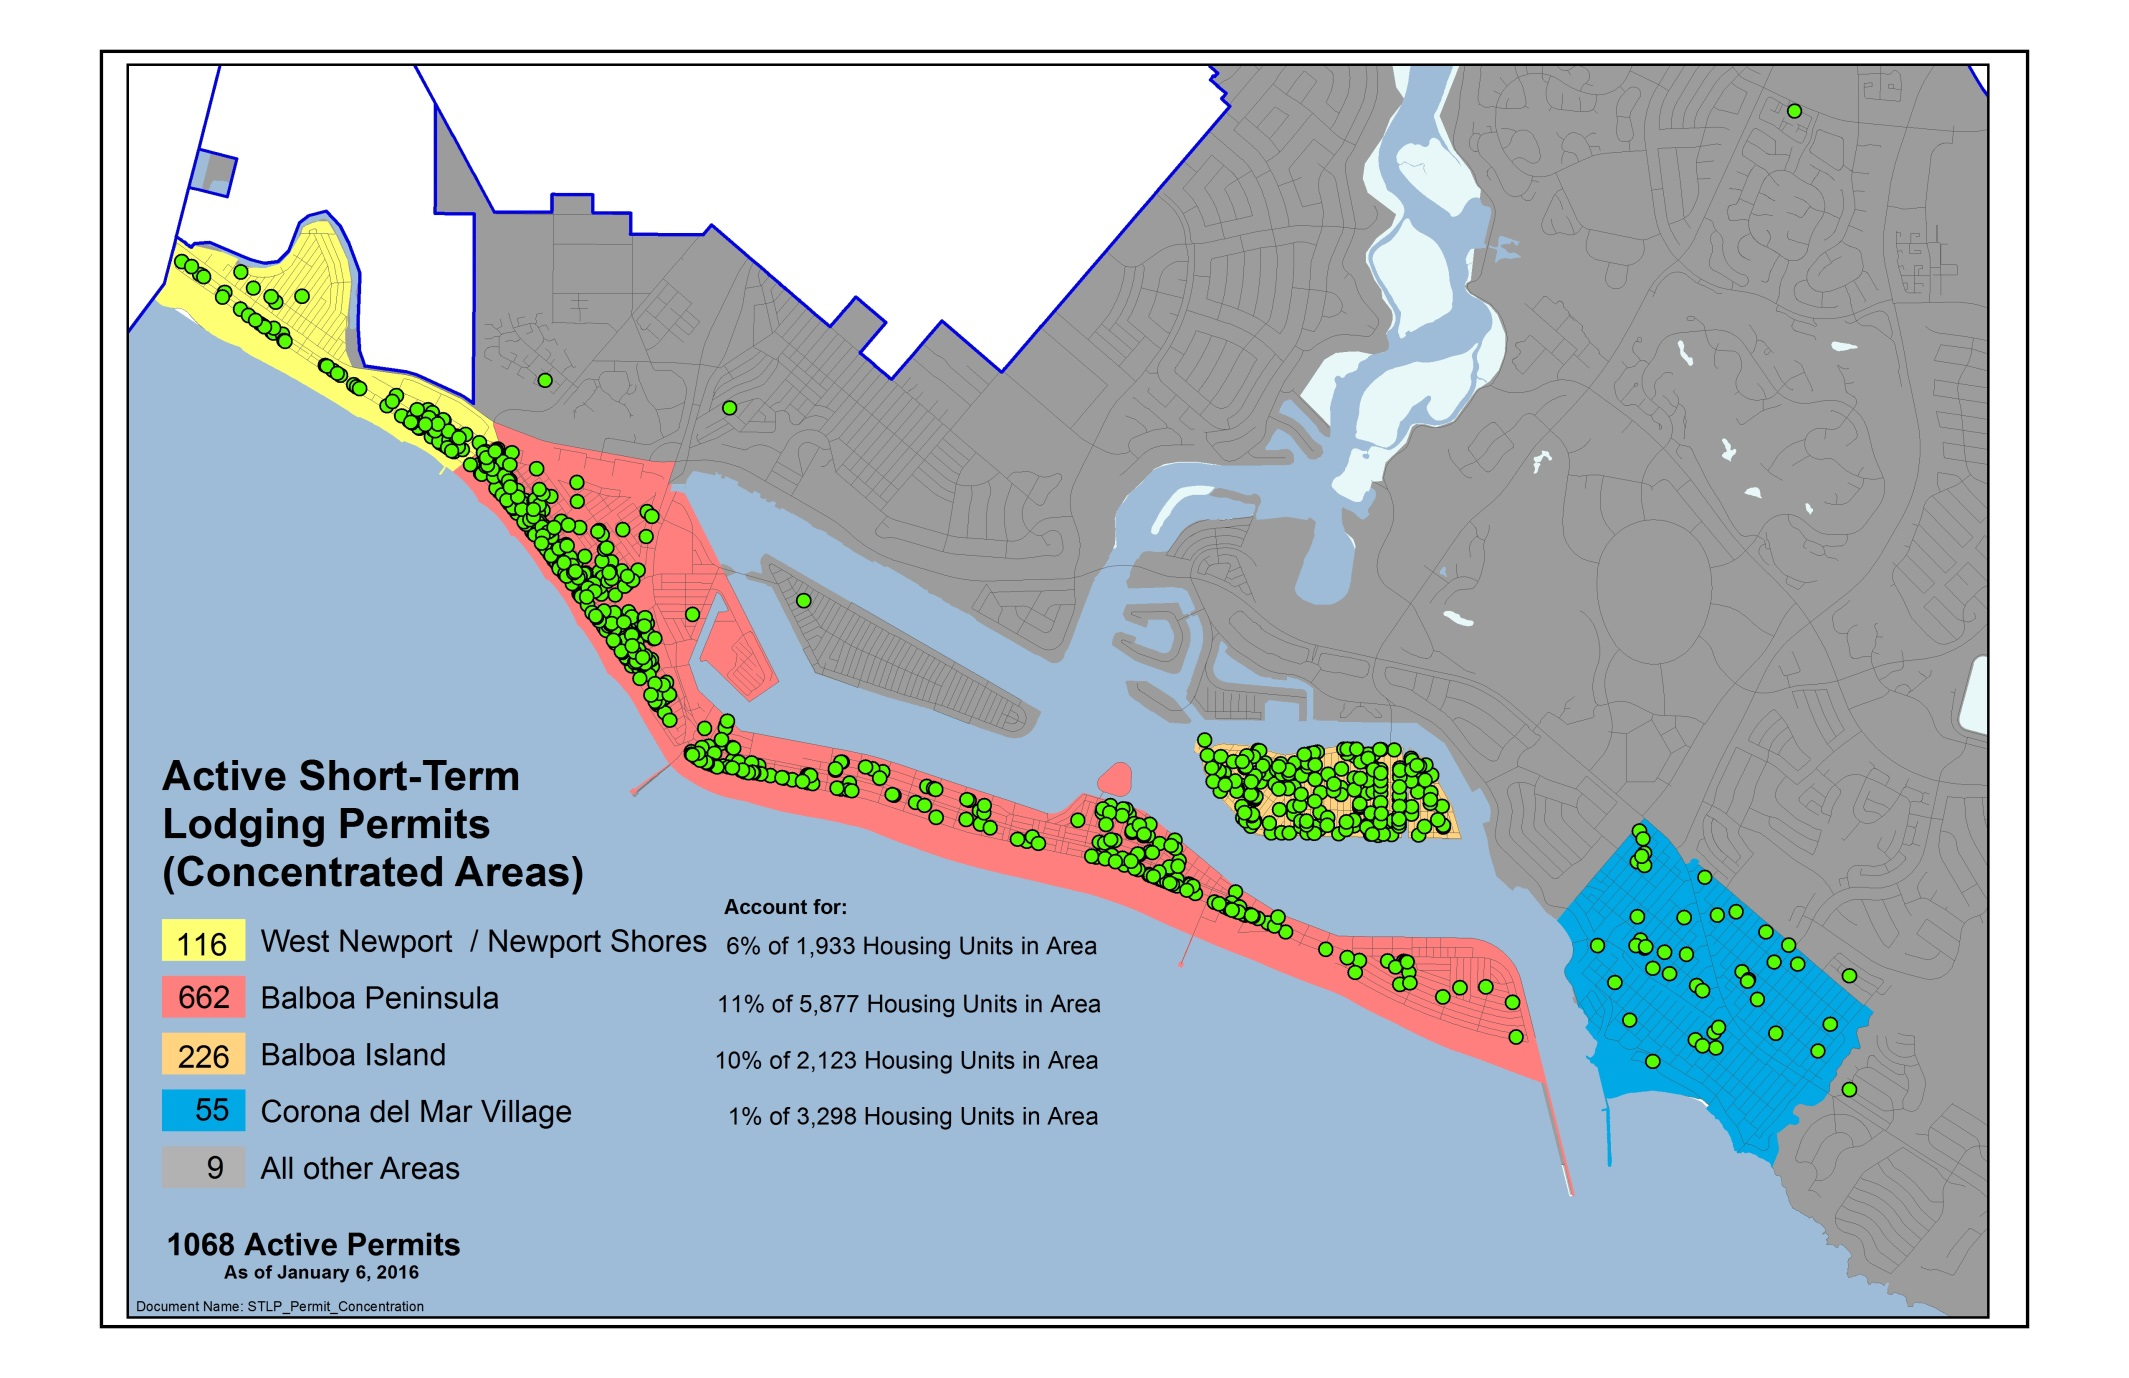 Active Short-Term
Lodging Permits
(Concentrated Areas)
Account for:
116 West Newport / Newport Shores 6% of 1,933 Housing Units in Area
662 Balboa Peninsula 11% of 5,877 Housing Units in Area
226 Balboa Island 10% of 2,123 Housing Units in Area
55 Corona del Mar Village 1% of 3,298 Housing Units in Area
9 All other Areas
1068 Active Permits
As of January 6, 2016
Document Name: STLP_Permit_Concentration